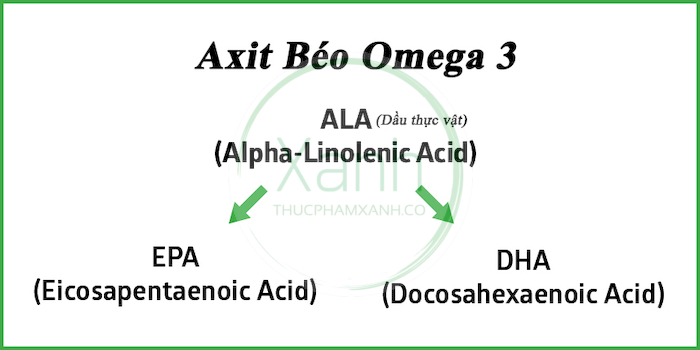 Axit Béo Omega 3
ALA (Dầu thực vật)
(Alpha-Linolenic Acid)
Xanh
THUCPHAMXANH.CO
EPA
(Eicosapentaenoic Acid)
DHA
(Docosahexaenoic Acid)